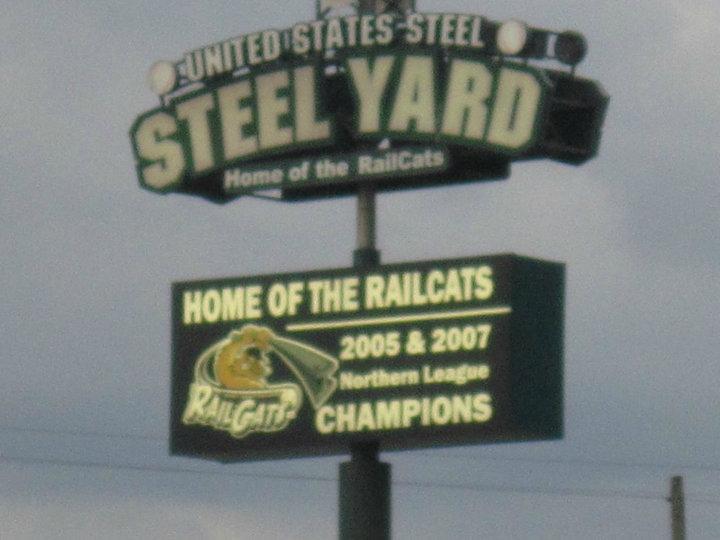 UNITED STATES STEEL
STEEL YARD
Home of the RailCats
HOME OF THE RAILCATS
2005 & 2007
Northern League
CHAMPIONS
RAILCATS